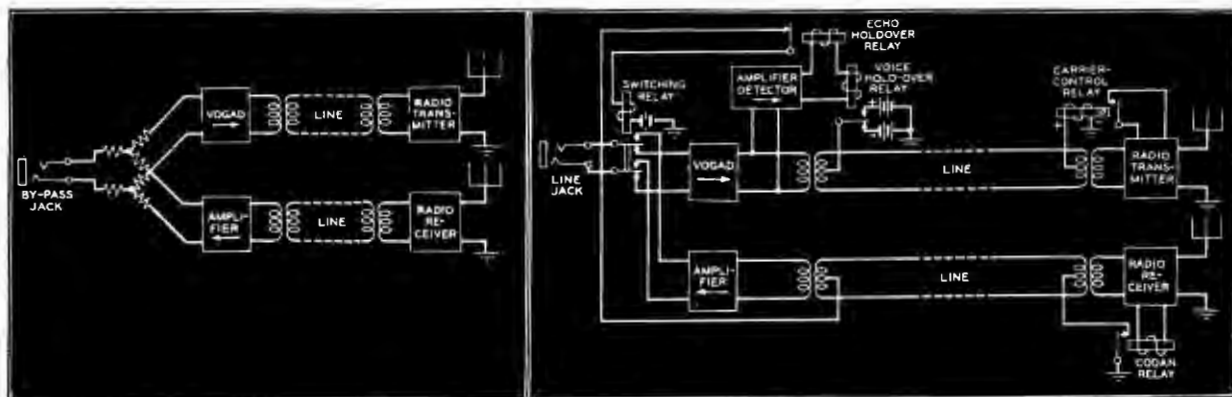 VOGAD
LINE
RADIO
TRANS-
MITTER
BY-PASS
JACK
AMPLI-
FIER
LINE
RADIO
RE-
CEIVER
ECHO
HOLDOVER
RELAY
SWITCHING
RELAY
AMPLIFIER
DETECTOR
VOICE
HOLD-OVER
RELAY
CARRIER-
CONTROL
RELAY
LINE
JACK
VOGAD
LINE
RADIO
TRANS-
MITTER
AMPLI-
FIER
LINE
RADIO
RE-
CEIVER
CODAN
RELAY